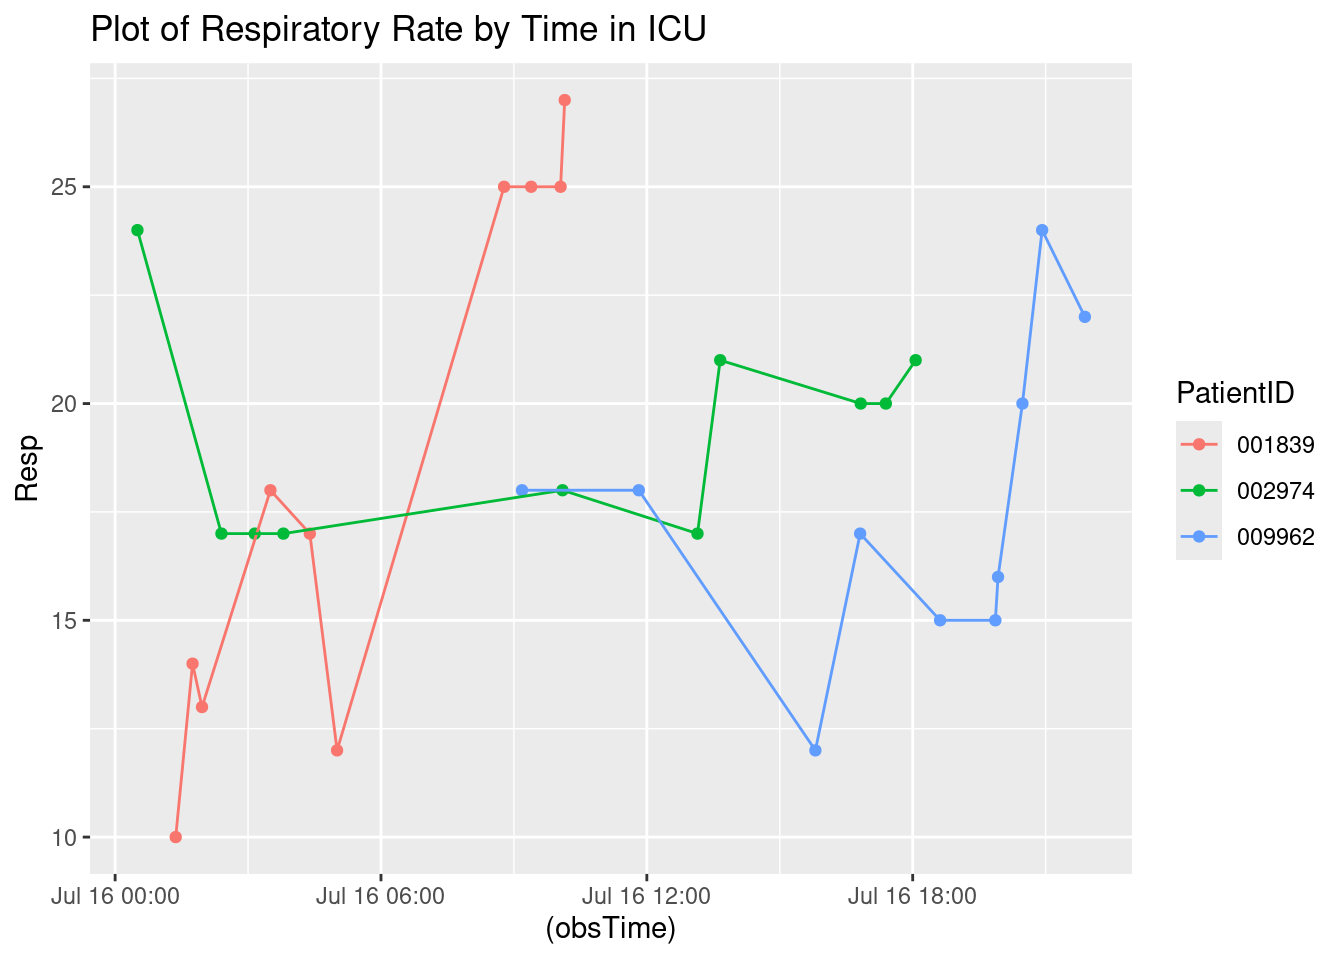 Plot of Respiratory Rate by Time in ICU
25
20
15
10
Resp
Jul 16 00:00
Jul 16 06:00
Jul 16 12:00
Jul 16 18:00
(obsTime)
PatientID
001839
002974
009962